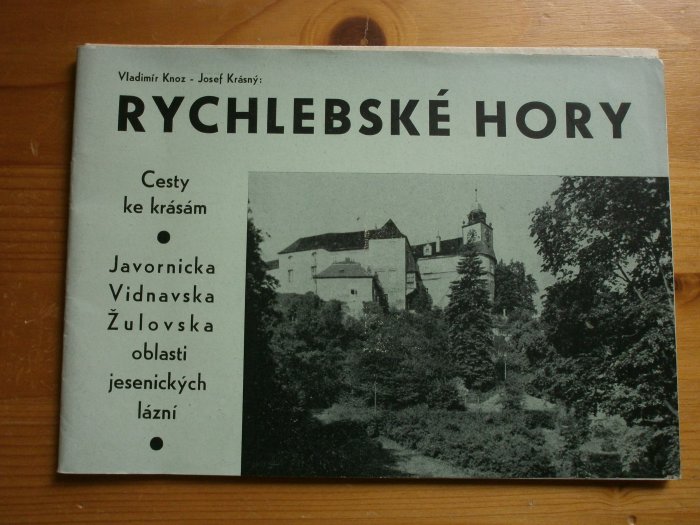 Vladimír Knoz - Josef Krásný:
RYCHLEBSKÉ HORY
Cesty
ke krásám
Javornicka
Vidnavska
Žulovska
oblasti
jesenických
lázní